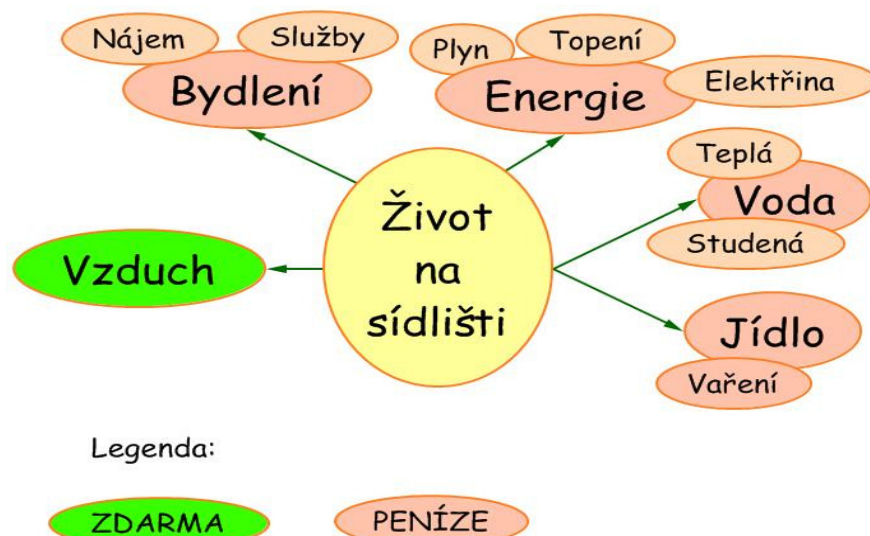 Nájem
Služby
Bydlení
Plyn
Topení
Energie
Elektřina
Teplá
Voda
Studená
Život
na
sídlišti
Vzduch
Jídlo
Vaření
Legenda:
ZDARMA
PENÍZE